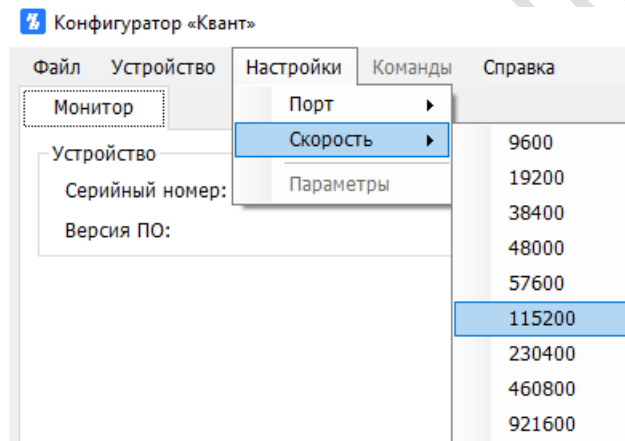 Конфигуратор «Квант»
Файл Устройство Настройки Команды Справка
Монитор
Порт
Скорость
Параметры
Устройство
Серийный номер:
Версия ПО:
9600
19200
38400
48000
57600
115200
230400
460800
921600